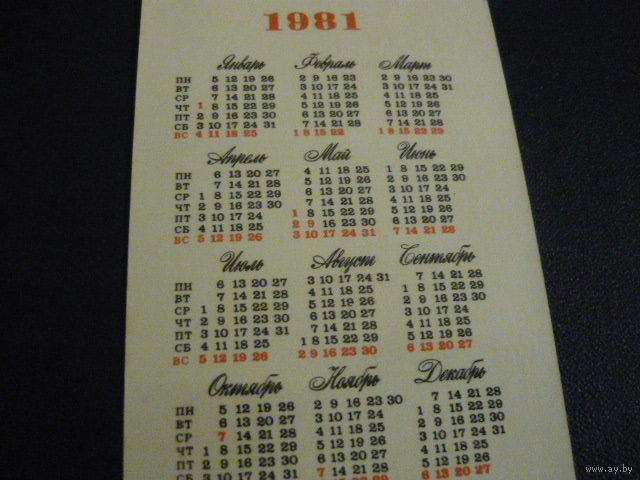 1981
Январь Февраль Март
ПН 5 12 19 26 2 9 16 23 2 9 16 23 30
ВТ 6 13 20 27 3 10 17 24 3 10 17 24 31
СР 7 14 21 28 4 11 18 25 4 11 18 25
ЧТ 1 8 15 22 29 5 12 19 26 5 12 19 26
ПТ 2 9 16 23 30 6 13 20 27 6 13 20 27
СБ 3 10 17 24 31 7 14 21 28 7 14 21 28
ВС 4 11 18 25 1 8 15 22 1 8 15 22 29
Апрель Май Июнь
ПН 6 13 20 27 4 11 18 25 1 8 15 22 29
ВТ 7 14 21 28 5 12 19 26 2 9 16 23 30
СР 1 8 15 22 29 6 13 20 27 3 10 17 24
ЧТ 2 9 16 23 30 7 14 21 28 4 11 18 25
ПТ 3 10 17 24 1 8 15 22 29 5 12 19 26
СБ 4 11 18 25 2 9 16 23 30 6 13 20 27
ВС 5 12 19 26 3 10 17 24 31 7 14 21 28
Июль Август Сентябрь
ПН 6 13 20 27 3 10 17 24 31 7 14 21 28
ВТ 7 14 21 28 4 11 18 25 1 8 15 22 29
СР 1 8 15 22 29 5 12 19 26 2 9 16 23 30
ЧТ 2 9 16 23 30 6 13 20 27 3 10 17 24
ПТ 3 10 17 24 31 7 14 21 28 4 11 18 25
СБ 4 11 18 25 1 8 15 22 29 5 12 19 26
ВС 5 12 19 26 2 9 16 23 30 6 13 20 27
Октябрь Ноябрь Декабрь
ПН 5 12 19 26 2 9 16 23 30 7 14 21 28
ВТ 6 13 20 27 3 10 17 24 1 8 15 22 29
СР 7 14 21 28 4 11 18 25 2 9 16 23 30
ЧТ 1 8 15 22 29 5 12 19 26 3 10 17 24 31
ПТ 2 9 16 23 30 6 13 20 27 4 11 18 25
СБ 3 10 17 24 31 7 14 21 28 5 12 19 26
ВС 4 11 18 25 1 8 15 22 29 6 13 20 27
www.ay.by